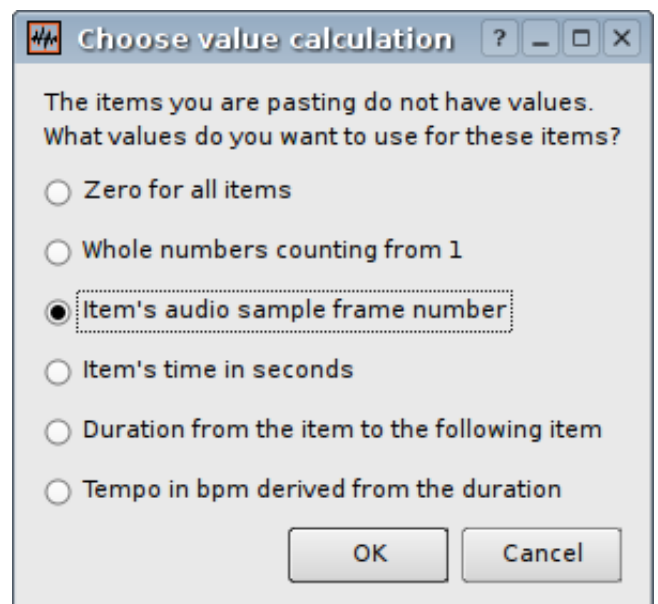 Choose value calculation
The items you are pasting do not have values.
What values do you want to use for these items?
Zero for all items
Whole numbers counting from 1
Item's audio sample frame number
Item's time in seconds
Duration from the item to the following item
Tempo in bpm derived from the duration
OK Cancel